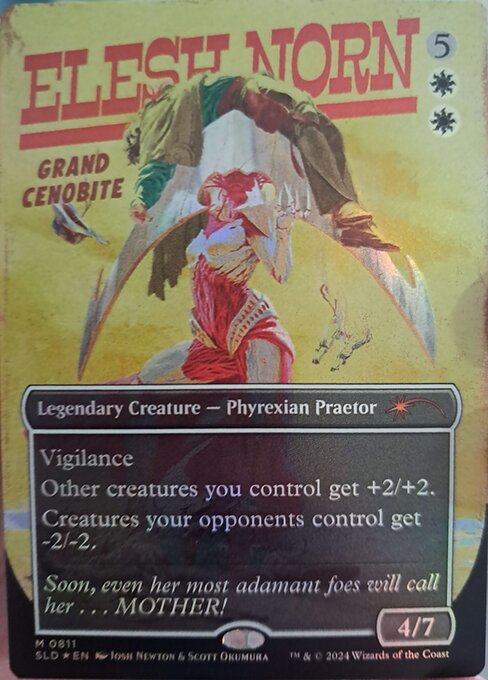 ELESH NORN
5
GRAND
CENOBITE
Legendary Creature — Phyrexian Praetor
Vigilance
Other creatures you control get +2/+2.
Creatures your opponents control get
-2/-2.
Soon, even her most adamant foes will call
her . . . MOTHER!
4/7
M 0811
SLD ★ EN Josh Newton & Scott Okumura
™ & © 2024 Wizards of the Coast